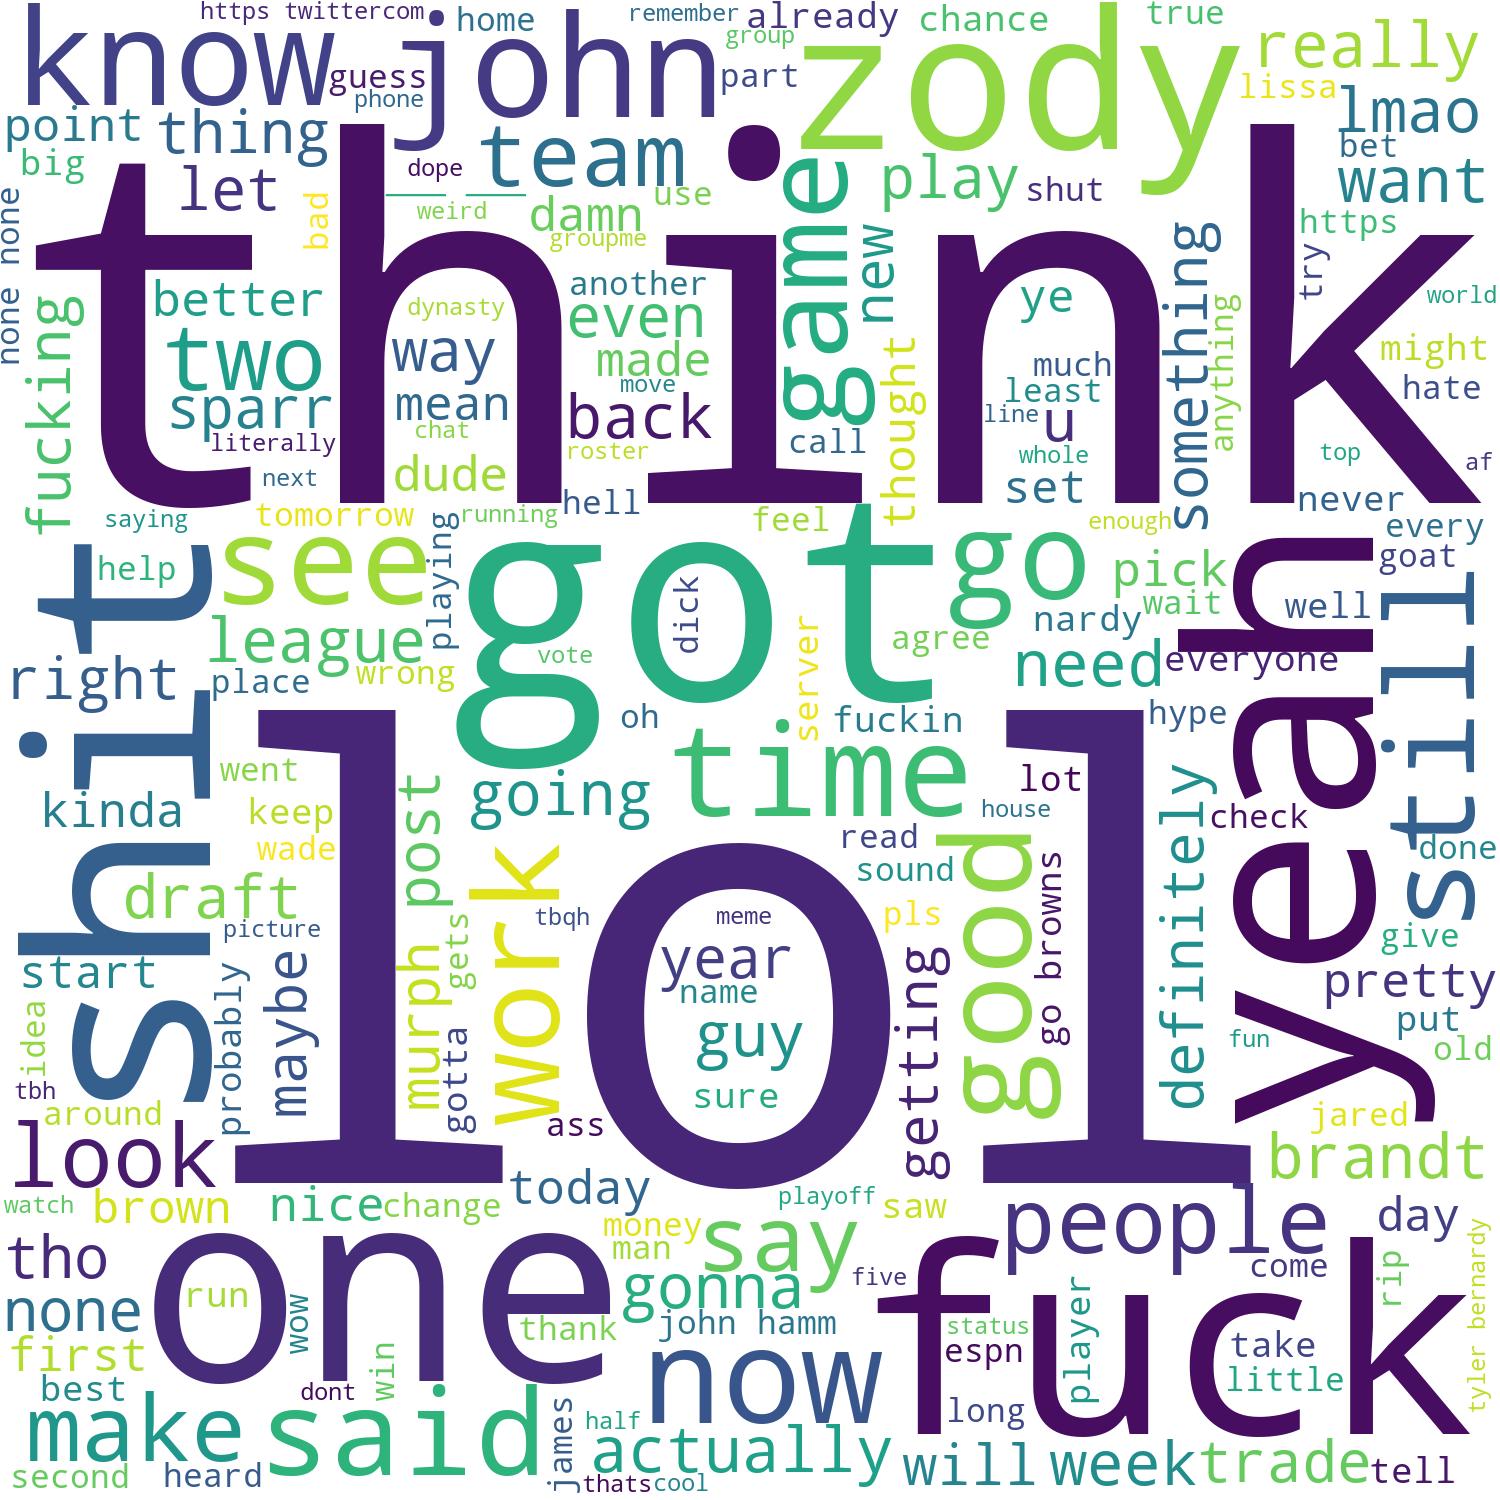 https twittercom
home
remember
already
chance
true
know
john
zody
really
guess
group
part
lissa
phone
point
thing
team
lmao
big
dope
game
play
shut
bet
want
let
use
none none
bad
weird
damn
https
groupme
new
something
try
think
better
another
ye
world
fucking
dynasty
even
anything
two
way
made
thought
much
might
sparr
mean
move
least
hate
back
line
u
literally
chat
call
whole
top
af
next
dude
roster
set
never
hell
saying
tomorrow
running
feel
enough
every
shit
see
playing
got
go
pick
yeah
goat
still
help
dick
wait
well
nardy
league
vote
server
agree
need
everyone
right
place
wrong
oh
fuckin
hype
went
post
going
time
lot
definitely
kinda
keep
house
check
wade
read
good
done
lol
work
sound
draft
tbqh
meme
pls
go browns
picture
give
start
probably
maybe
murph
gets
year
getting
pretty
name
idea
gotta
guy
put
fun
old
tbh
around
sure
jared
look
ass
brandt
watch
brown
nice
change
today
playoff
saw
people
day
tho
one
money
say
tyler bernardy
man
come
rip
run
gonna
five
fuck
player
none
wow
thank
john hamm
status
first
espn
take
win
now
little
best
dont
make
said
james
half
long
actually
will
week
trade
tell
second
heard
thats
cool